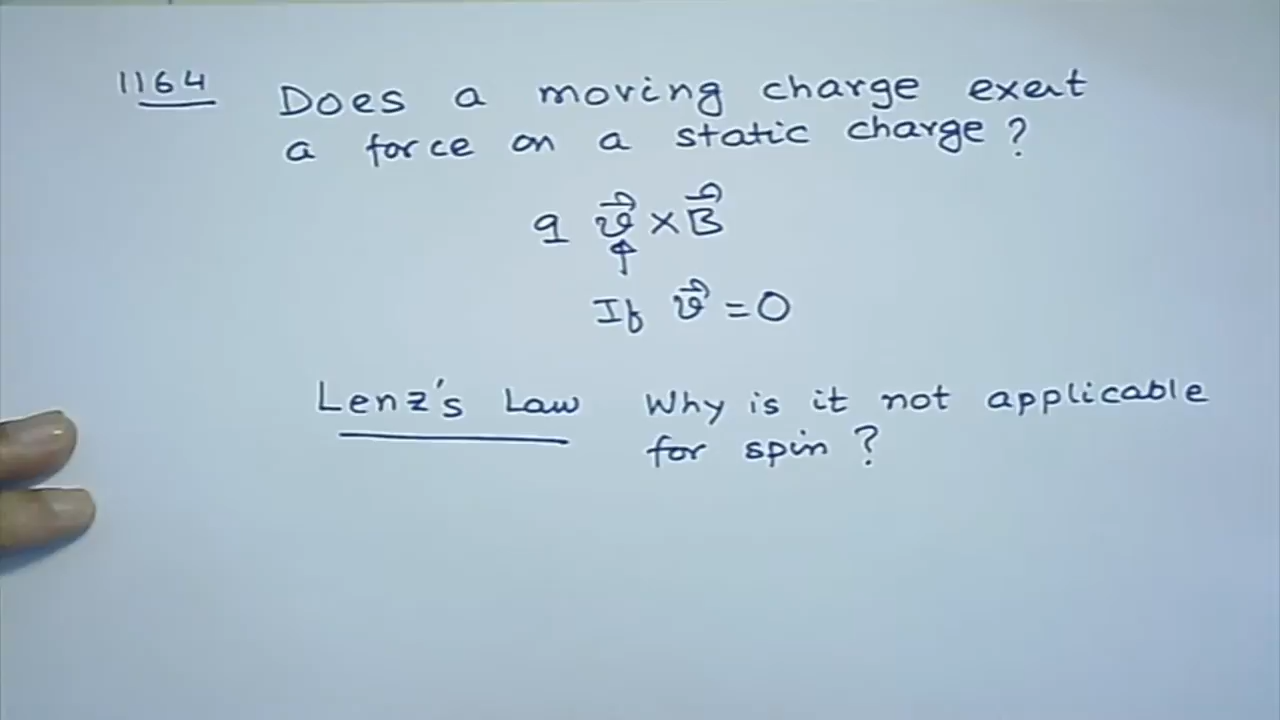 1164 Does a moving charge exert
a force on a static charge?
q v⃗ × B⃗
↑
If v⃗ = 0
Lenz's Law Why is it not applicable
for spin?